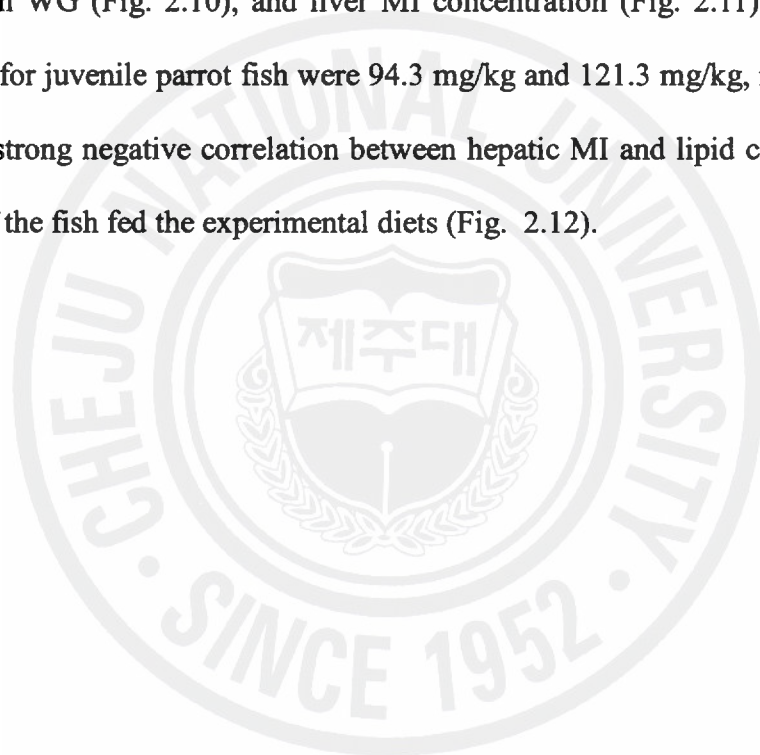 WG (Fig. 2.10), and liver MI concentration (Fig. 2.11)
for juvenile parrot fish were 94.3 mg/kg and 121.3 mg/kg,
strong negative correlation between hepatic MI and lipid
the fish fed the experimental diets (Fig. 2.12).
CHEJU NATIONAL UNIVERSITY
제주대
· SINCE 1952 ·